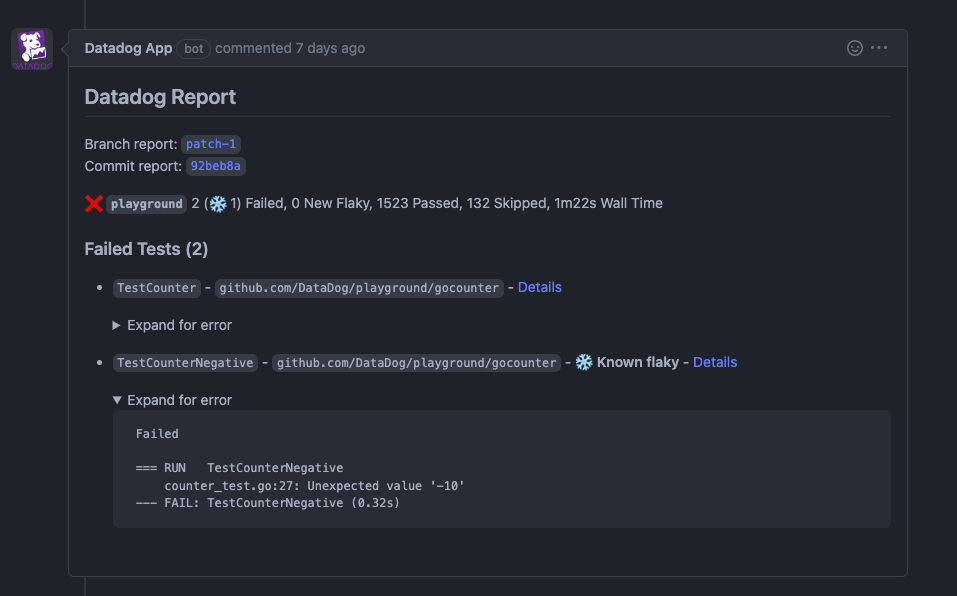 DATADOG
Datadog App bot commented 7 days ago
Datadog Report
Branch report: patch-1
Commit report: 92beb8a
❌ playground 2 (❄️ 1) Failed, 0 New Flaky, 1523 Passed, 132 Skipped, 1m22s Wall Time
Failed Tests (2)
• TestCounter - github.com/DataDog/playground/gocounter - Details
▶ Expand for error
• TestCounterNegative - github.com/DataDog/playground/gocounter - ❄️ Known flaky - Details
▼ Expand for error
Failed
=== RUN   TestCounterNegative
    counter_test.go:27: Unexpected value '-10'
--- FAIL: TestCounterNegative (0.32s)